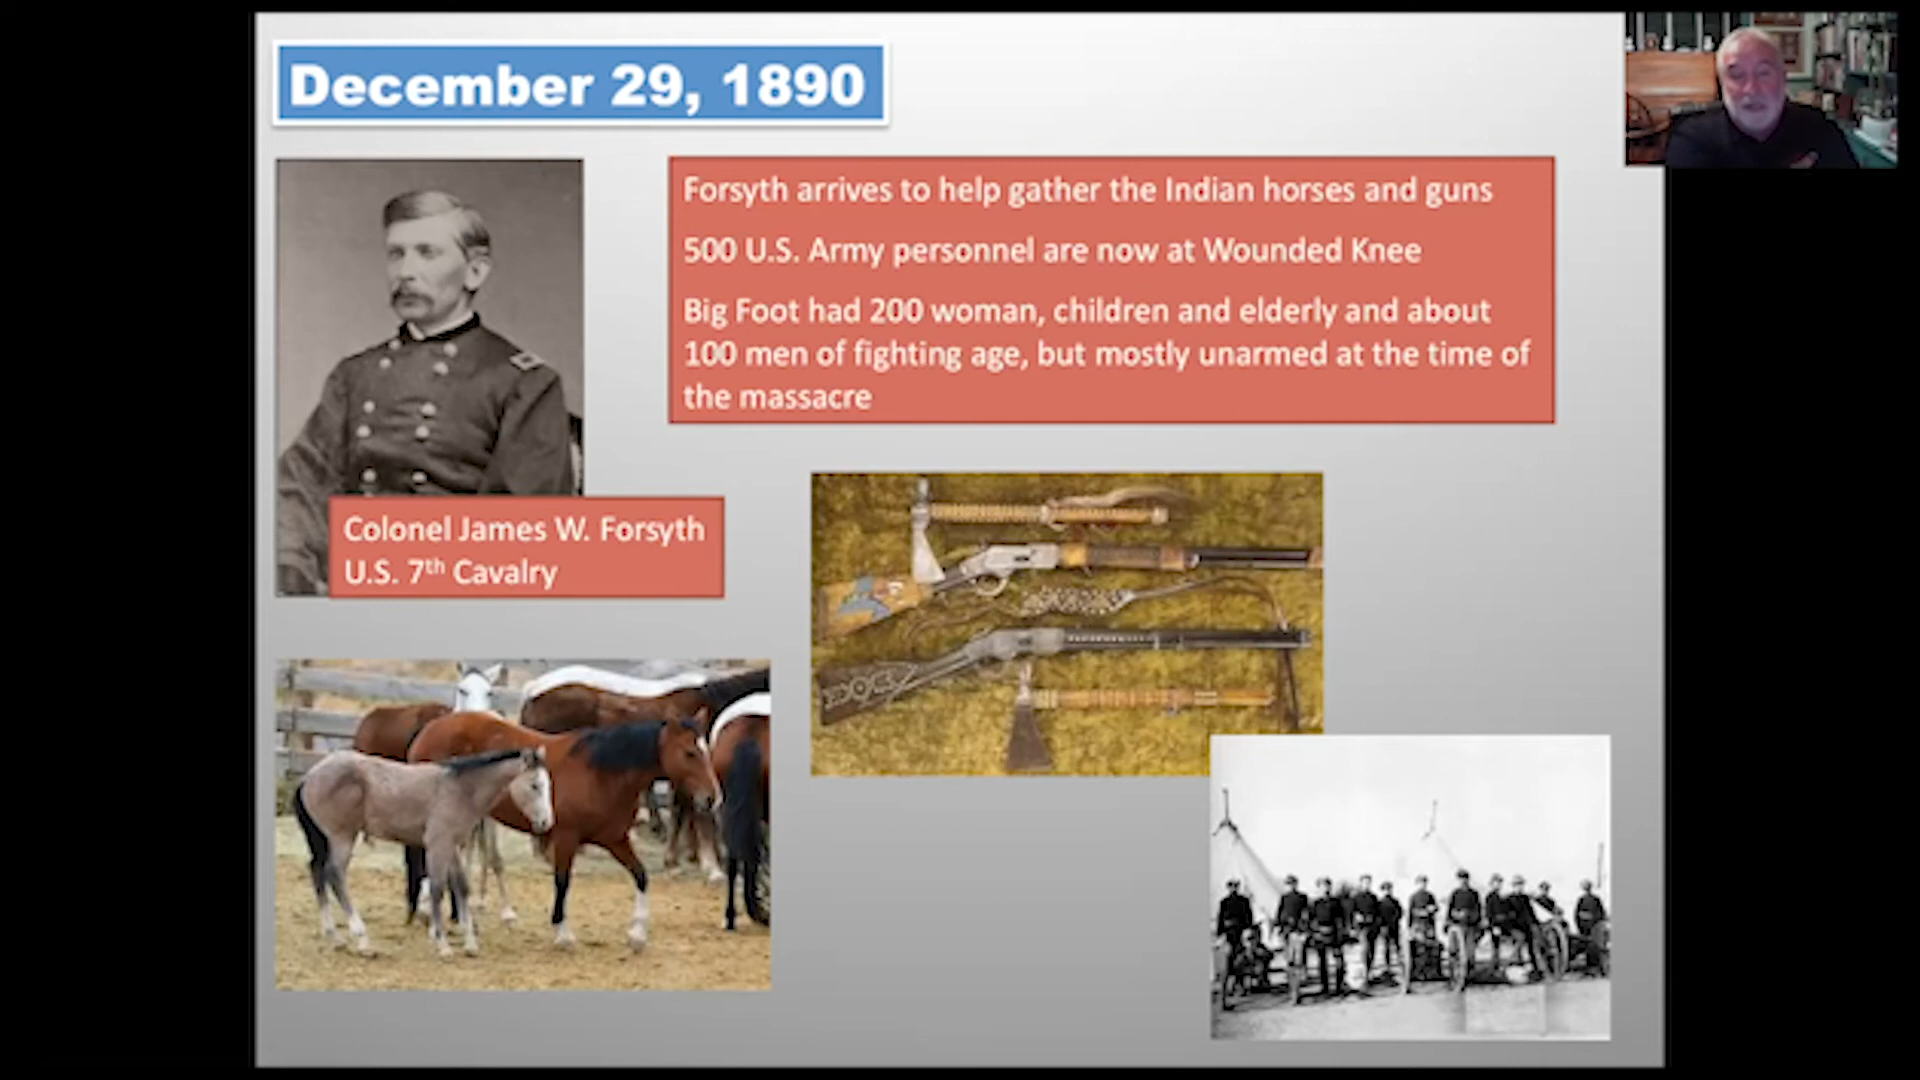 December 29, 1890
Forsyth arrives to help gather the Indian horses and guns
500 U.S. Army personnel are now at Wounded Knee
Big Foot had 200 woman, children and elderly and about
100 men of fighting age, but mostly unarmed at the time of
the massacre
Colonel James W. Forsyth
U.S. 7th Cavalry